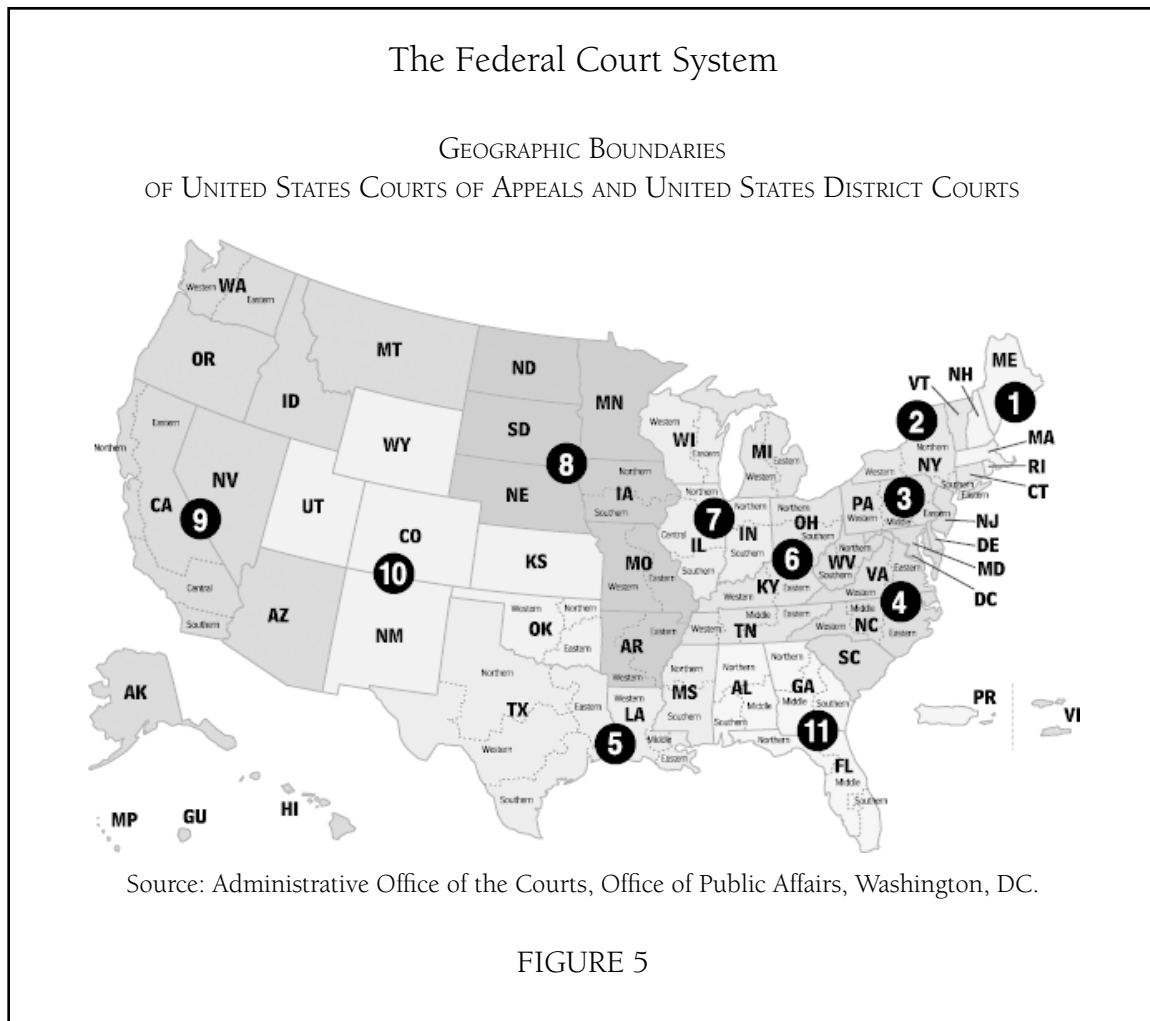 The Federal Court System
Geographic Boundaries
of United States Courts of Appeals and United States District Courts
WA
Western
Eastern
OR
MT
ID
ND
MN
SD
8
NE
WY
Northern
Eastern
NV
CA
9
Central
Southern
UT
CO
10
AZ
NM
KS
Western
Northern
OK
Eastern
Northern
IA
Southern
MO
Western
Eastern
AR
Eastern
Western
Northern
TX
Eastern
Western
Southern
Western
LA
5
Middle
Eastern
Western
WI
Eastern
MI
Eastern
Western
Northern
7
Central
IL
Southern
Northern
IN
Southern
Northern
OH
Southern
6
KY
Western
Eastern
Western
Middle
Eastern
TN
Northern
MS
Southern
Northern
AL
Middle
Southern
Northern
GA
Middle
Southern
11
Northern
FL
Middle
Southern
Northern
WV
Southern
VA
Eastern
Western
4
Middle
Western
NC
Eastern
SC
ME
1
NH
VT
2
Northern
Western
NY
Southern
Eastern
PA
3
Western
Middle
Eastern
MA
RI
CT
NJ
DE
MD
DC
PR
VI
AK
HI
GU
MP
Source: Administrative Office of the Courts, Office of Public Affairs, Washington, DC.
FIGURE 5